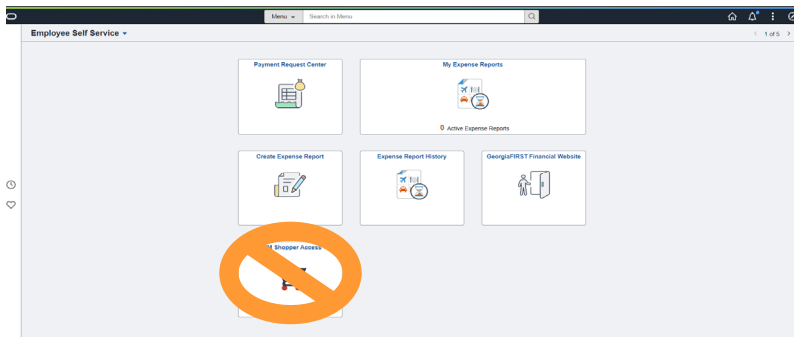 Menu
Search in Menu
Employee Self Service
1 of 5
Payment Request Center
My Expense Reports
0 Active Expense Reports
Create Expense Report
Expense Report History
GeorgiaFIRST Financial Website
Shopper Access